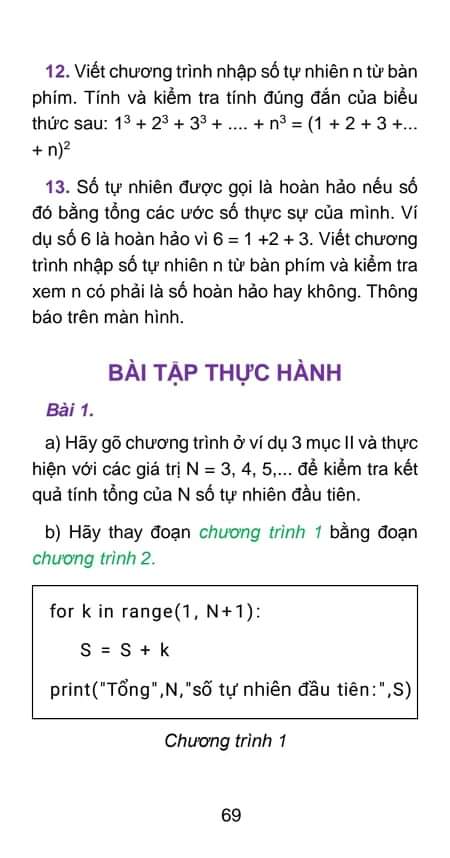 12. Viết chương trình nhập số tự nhiên n từ bàn
phím. Tính và kiểm tra tính đúng đắn của biểu
thức sau: 1³ + 2³ + 3³ + .... + n³ = (1 + 2 + 3 +...
+ n)²
13. Số tự nhiên được gọi là hoàn hảo nếu số
đó bằng tổng các ước số thực sự của mình. Ví
dụ số 6 là hoàn hảo vì 6 = 1 +2 + 3. Viết chương
trình nhập số tự nhiên n từ bàn phím và kiểm tra
xem n có phải là số hoàn hảo hay không. Thông
báo trên màn hình.
BÀI TẬP THỰC HÀNH
Bài 1.
a) Hãy gõ chương trình ở ví dụ 3 mục II và thực
hiện với các giá trị N = 3, 4, 5,... để kiểm tra kết
quả tính tổng của N số tự nhiên đầu tiên.
b) Hãy thay đoạn chương trình 1 bằng đoạn
chương trình 2.
for k in range(1, N+1):
S = S + k
print("Tổng",N,"số tự nhiên đầu tiên:",S)
Chương trình 1
69